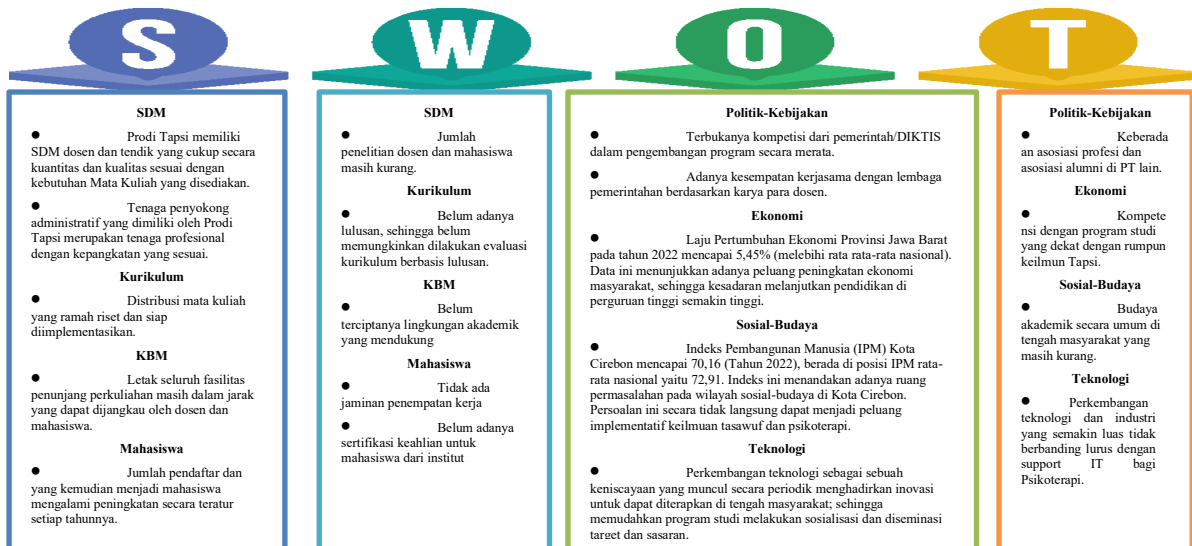 S
SDM
● Prodi Tapsi memiliki
SDM dosen dan tendik yang cukup secara
kuantitas dan kualitas sesuai dengan
kebutuhan Mata Kuliah yang disediakan.
● Tenaga penyokong
administratif yang dimiliki oleh Prodi
Tapsi merupakan tenaga profesional
dengan kepangkatan yang sesuai.
Kurikulum
● Distribusi mata kuliah
yang ramah riset dan siap
diimplementasikan.
KBM
● Letak seluruh fasilitas
penunjang perkuliahan masih dalam jarak
yang dapat dijangkau oleh dosen dan
mahasiswa.
Mahasiswa
● Jumlah pendaftar dan
yang kemudian menjadi mahasiswa
mengalami peningkatan secara teratur
setiap tahunnya.
W
SDM
● Jumlah
penelitian dosen dan mahasiswa
masih kurang.
Kurikulum
● Belum adanya
lulusan, sehingga belum
memungkinkan dilakukan evaluasi
kurikulum berbasis lulusan.
KBM
● Belum
terciptanya lingkungan akademik
yang mendukung
Mahasiswa
● Tidak ada
jaminan penempatan kerja
● Belum adanya
sertifikasi keahlian untuk
mahasiswa dari institut
O
Politik-Kebijakan
● Terbukanya kompetisi dari pemerintah/DIKTIS
dalam pengembangan program secara merata.
● Adanya kesempatan kerjasama dengan lembaga
pemerintahan berdasarkan karya para dosen.
Ekonomi
● Laju Pertumbuhan Ekonomi Provinsi Jawa Barat
pada tahun 2022 mencapai 5,45% (melebihi rata rata-rata nasional).
Data ini menunjukkan adanya peluang peningkatan ekonomi
masyarakat, sehingga kesadaran melanjutkan pendidikan di
perguruan tinggi semakin tinggi.
Sosial-Budaya
● Indeks Pembangunan Manusia (IPM) Kota
Cirebon mencapai 70,16 (Tahun 2022), berada di posisi IPM rata-
rata nasional yaitu 72,91. Indeks ini menandakan adanya ruang
permasalahan pada wilayah sosial-budaya di Kota Cirebon.
Persoalan ini secara tidak langsung dapat menjadi peluang
implementatif keilmuan tasawuf dan psikoterapi.
Teknologi
● Perkembangan teknologi sebagai sebuah
keniscayaan yang muncul secara periodik menghadirkan inovasi
untuk dapat diterapkan di tengah masyarakat; sehingga
memudahkan program studi melakukan sosialisasi dan diseminasi
target dan sasaran.
T
Politik-Kebijakan
● Keberad
an asosiasi profesi dan
asosiasi alumni di PT lain.
Ekonomi
● Kompete
nsi dengan program studi
yang dekat dengan rumpun
keilmun Tapsi.
Sosial-Budaya
● Budaya
akademik secara umum di
tengah masyarakat yang
masih kurang.
Teknologi
● Perkembangan
teknologi dan industri
yang semakin luas tidak
berbanding lurus dengan
support IT bagi
Psikoterapi.